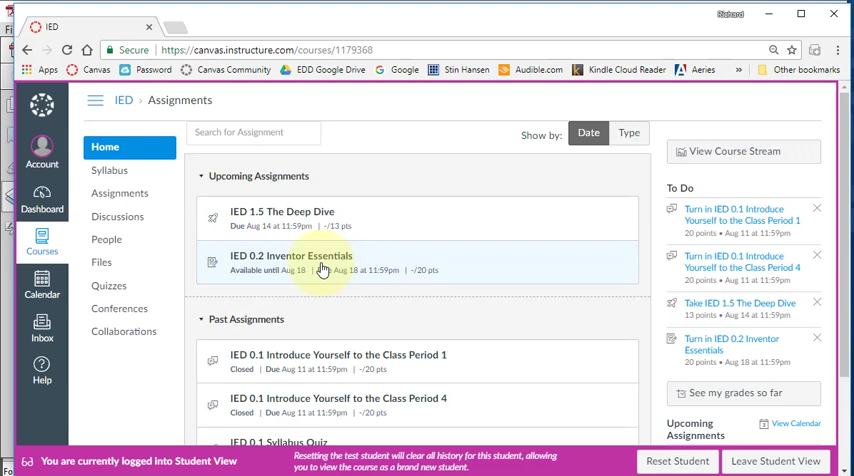 Richard
IED
Secure | https://canvas.instructure.com/courses/1179368
Apps Canvas Password Canvas Community EDD Google Drive Google Stin Hansen Audible.com Kindle Cloud Reader Aeries » Other bookmarks
IED › Assignments
Account
Dashboard
Courses
Calendar
Inbox
Help
Home
Syllabus
Assignments
Discussions
People
Files
Quizzes
Conferences
Collaborations
Search for Assignment
Show by: Date Type
Upcoming Assignments
IED 1.5 The Deep Dive
Due Aug 14 at 11:59pm | -/13 pts
IED 0.2 Inventor Essentials
Available until Aug 18 | Aug 18 at 11:59pm | -/20 pts
Past Assignments
IED 0.1 Introduce Yourself to the Class Period 1
Closed | Due Aug 11 at 11:59pm | -/20 pts
IED 0.1 Introduce Yourself to the Class Period 4
Closed | Due Aug 11 at 11:59pm | -/20 pts
IED 0.1 Syllabus Quiz
View Course Stream
To Do
Turn in IED 0.1 Introduce
Yourself to the Class Period 1
20 points • Aug 11 at 11:59pm
Turn in IED 0.1 Introduce
Yourself to the Class Period 4
20 points • Aug 11 at 11:59pm
Take IED 1.5 The Deep Dive
13 points • Aug 14 at 11:59pm
Turn in IED 0.2 Inventor
Essentials
20 points • Aug 18 at 11:59pm
See my grades so far
Upcoming
Assignments
View Calendar
You are currently logged into Student View
Resetting the test student will clear all history for this student, allowing
you to view the course as a brand new student.
Reset Student
Leave Student View